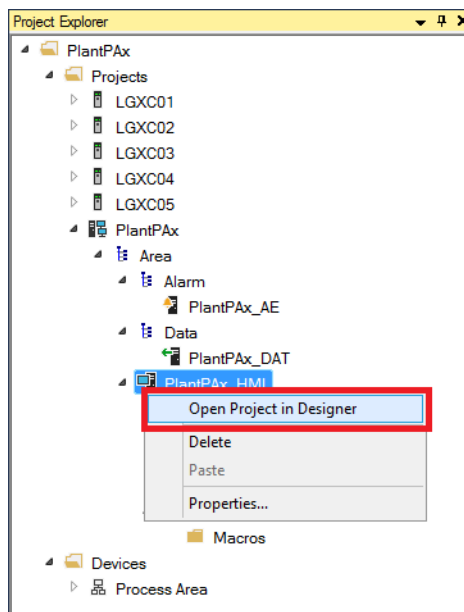 Project Explorer
PlantPAx
Projects
LGXC01
LGXC02
LGXC03
LGXC04
LGXC05
PlantPAx
Area
Alarm
PlantPAx_AE
Data
PlantPAx_DAT
PlantPAx_HMI
Open Project in Designer
Delete
Paste
Properties...
Macros
Devices
Process Area